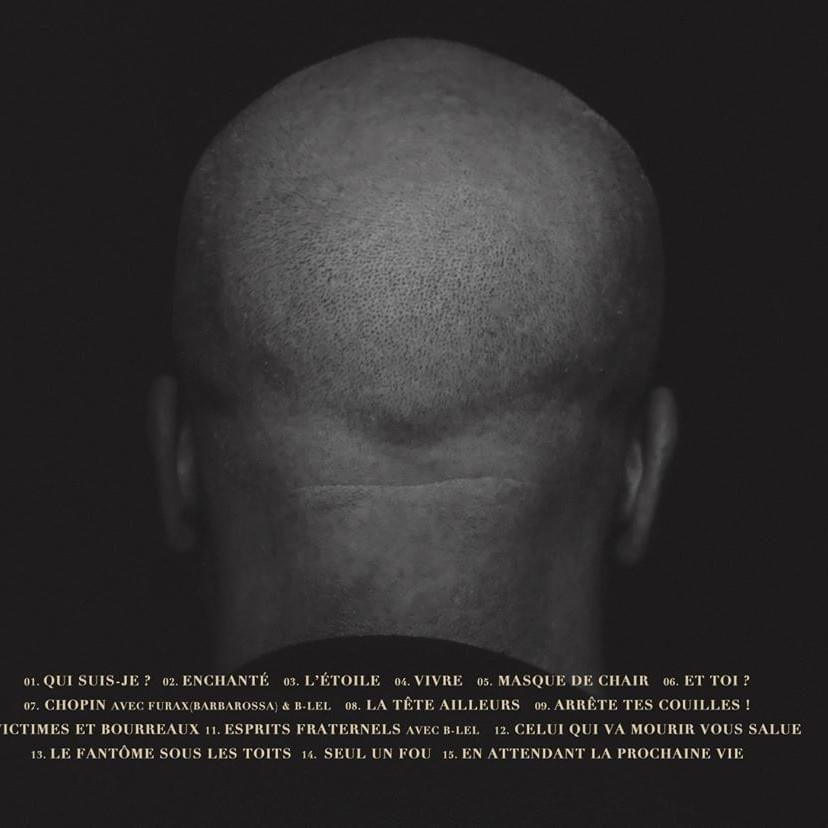 01. QUI SUIS-JE ? 02. ENCHANTÉ 03. L'ÉTOILE 04. VIVRE 05. MASQUE DE CHAIR 06. ET TOI ?
07. CHOPIN AVEC FURAX(BARBAROSSA) & B-LEL 08. LA TÊTE AILLEURS 09. ARRÊTE TES COUILLES !
VICTIMES ET BOURREAUX 11. ESPRITS FRATERNELS AVEC B-LEL 12. CELUI QUI VA MOURIR VOUS SALUE
13. LE FANTÔME SOUS LES TOITS 14. SEUL UN FOU 15. EN ATTENDANT LA PROCHAINE VIE